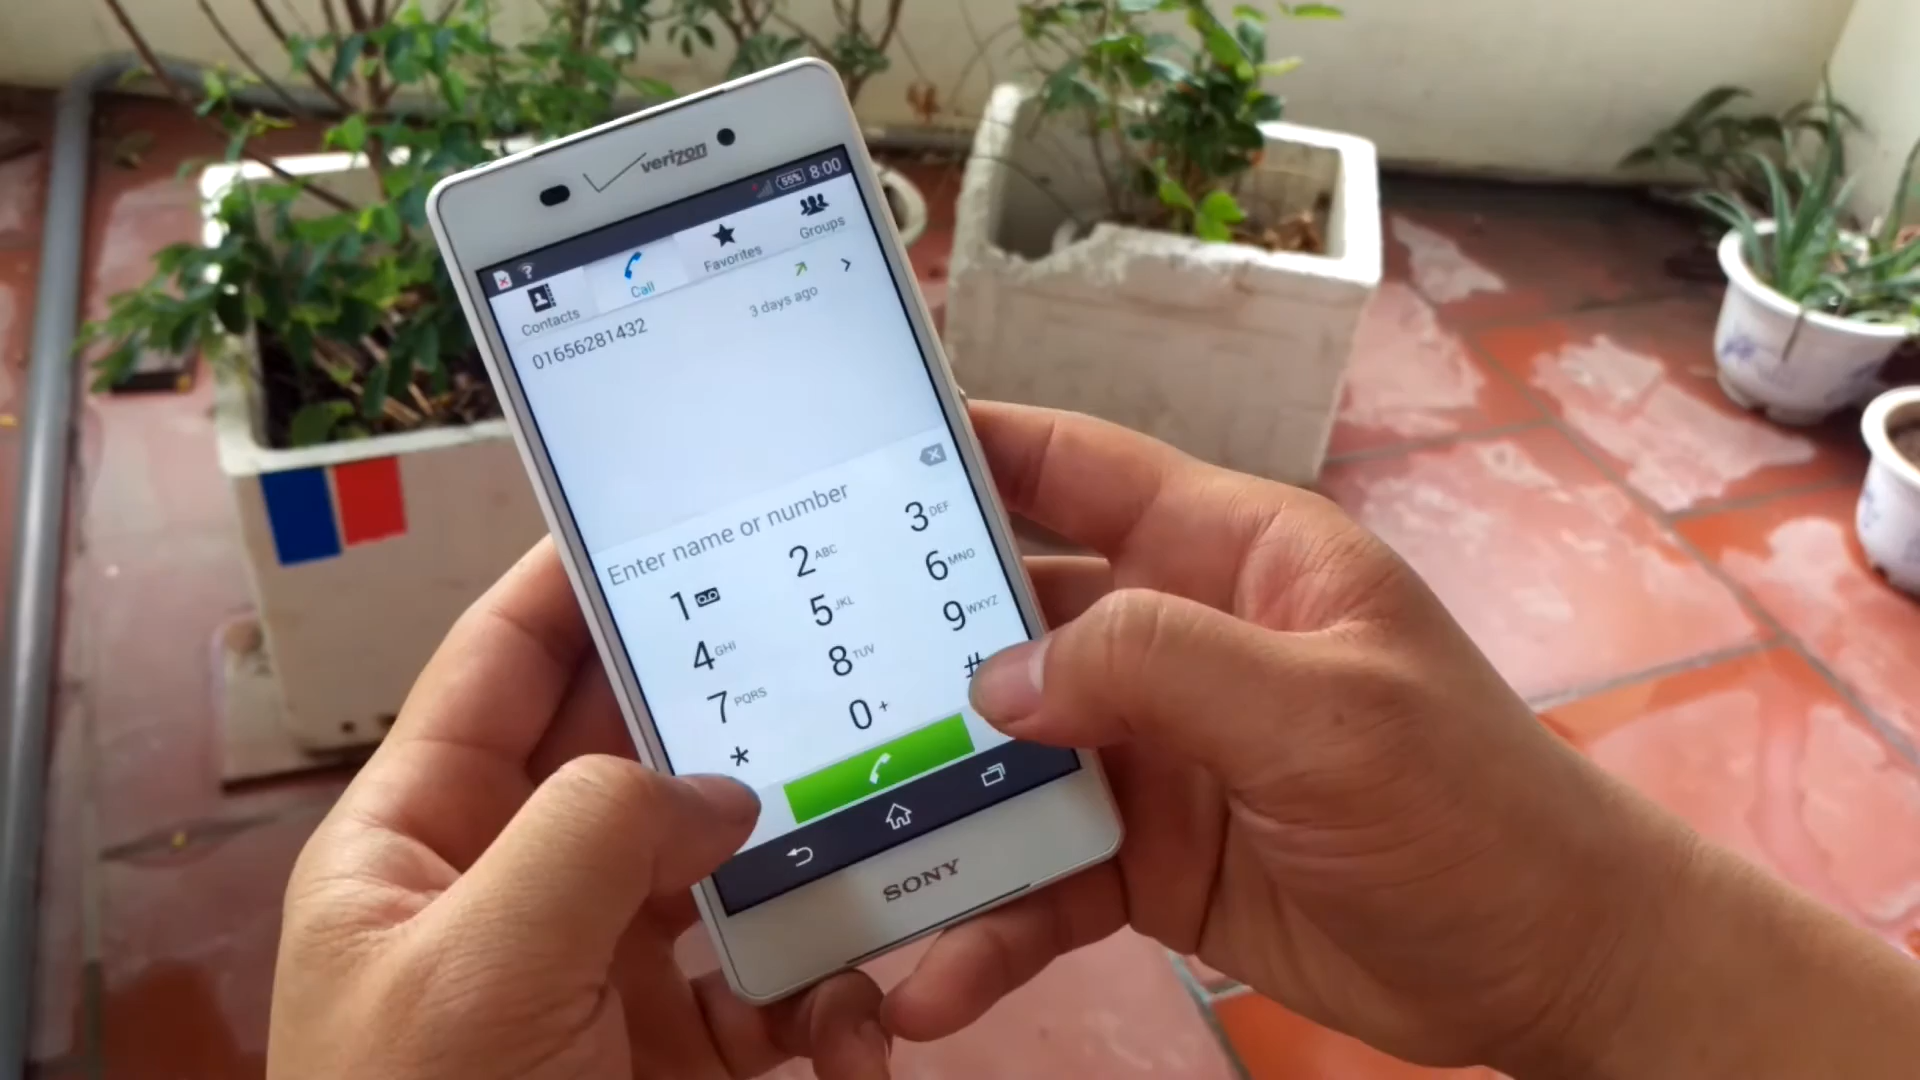 verizon
55% 8:00
Contacts
Call
Favorites
Groups
01656281432
3 days ago
Enter name or number
1
2 ABC
3 DEF
4 GHI
5 JKL
6 MNO
7 PQRS
8 TUV
9 WXYZ
*
0 +
#
SONY